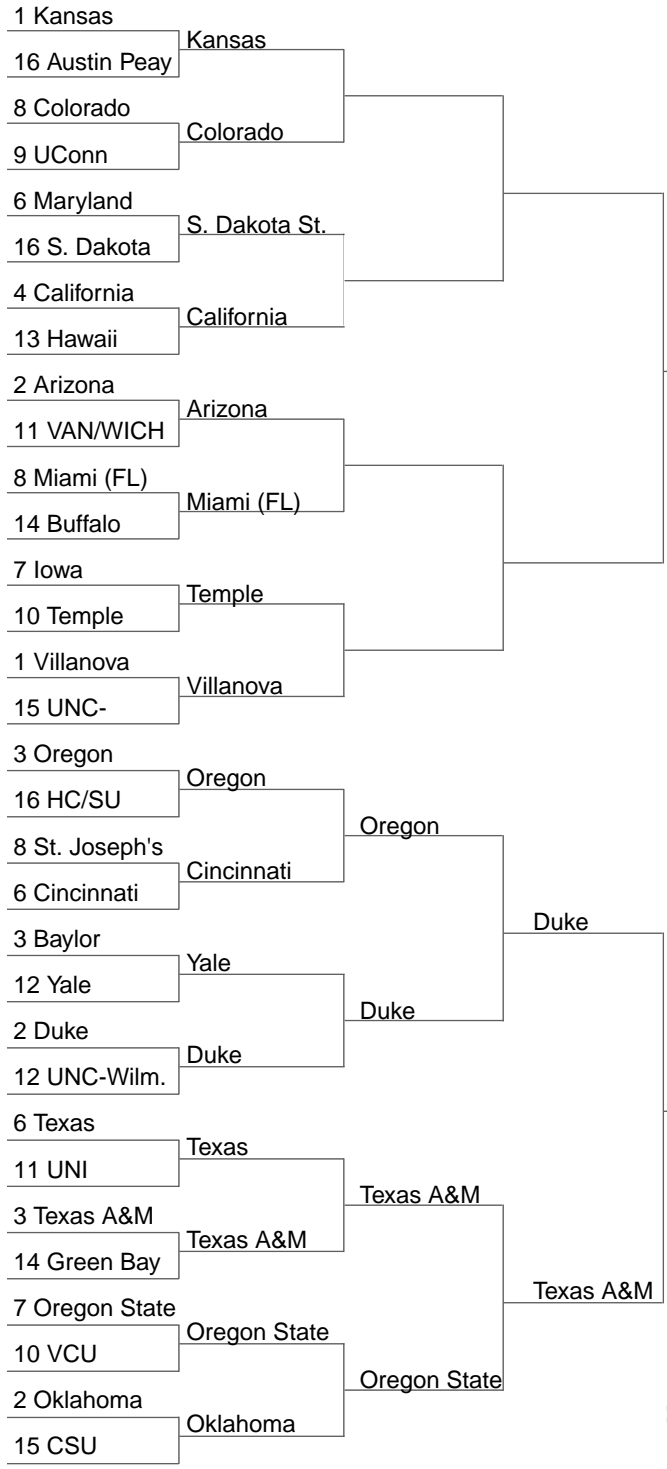 1 Kansas
Kansas
16 Austin Peay
8 Colorado
Colorado
9 UConn
6 Maryland
S. Dakota St.
16 S. Dakota
4 California
California
13 Hawaii
2 Arizona
Arizona
11 VAN/WICH
8 Miami (FL)
Miami (FL)
14 Buffalo
7 Iowa
Temple
10 Temple
1 Villanova
Villanova
15 UNC-
3 Oregon
Oregon
16 HC/SU
Oregon
8 St. Joseph's
Cincinnati
6 Cincinnati
Duke
3 Baylor
Yale
12 Yale
Duke
2 Duke
Duke
12 UNC-Wilm.
6 Texas
Texas
11 UNI
Texas A&M
3 Texas A&M
Texas A&M
14 Green Bay
Texas A&M
7 Oregon State
Oregon State
10 VCU
Oregon State
2 Oklahoma
Oklahoma
15 CSU